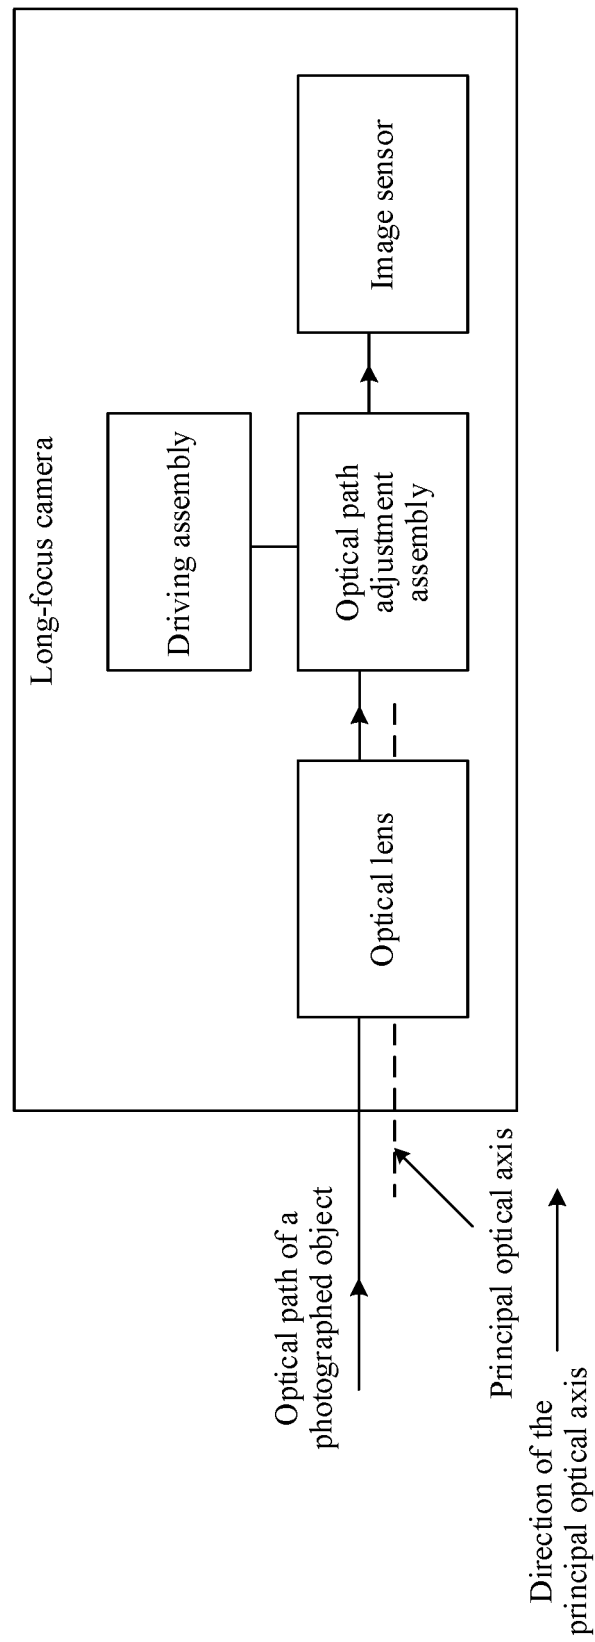 Long-focus camera
Driving assembly
Optical path of a
photographed object
Optical lens
Optical path
adjustment
assembly
Image sensor
Principal optical axis
Direction of the
principal optical axis